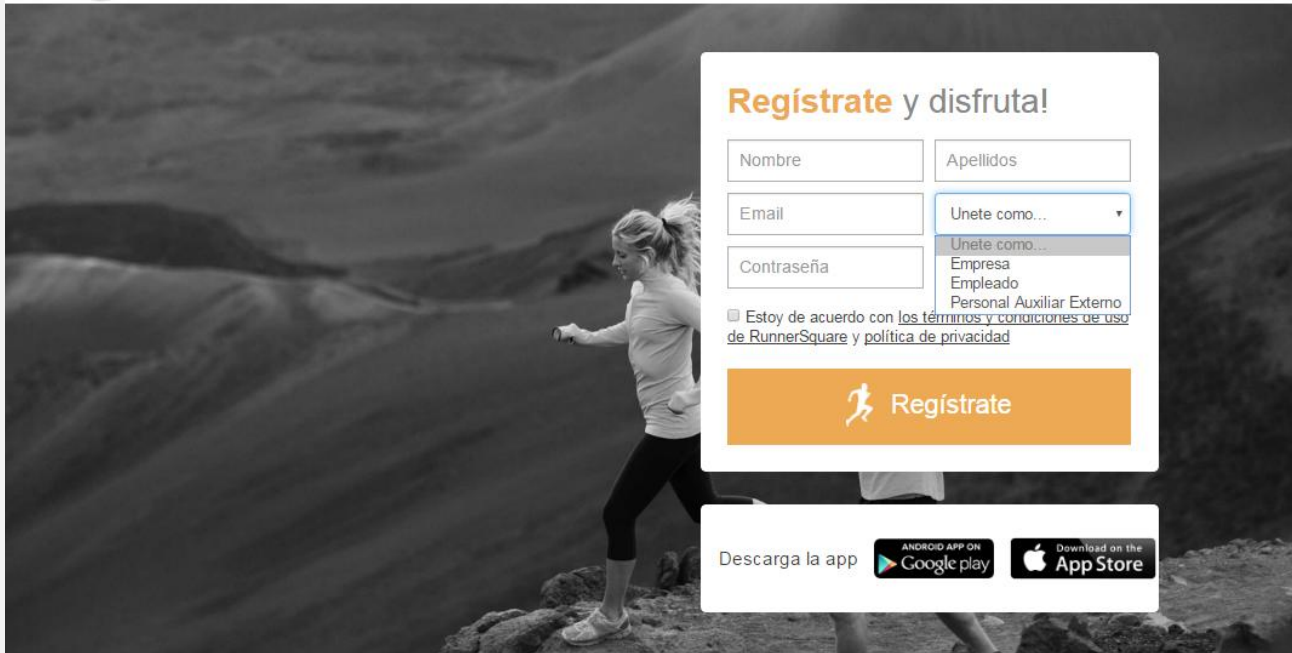 Regístrate y disfruta!
Nombre
Apellidos
Email
Unete como...
Unete como...
Empresa
Empleado
Personal Auxiliar Externo
Contraseña
Estoy de acuerdo con los términos y condiciones de uso
de RunnerSquare y política de privacidad
Regístrate
Descarga la app
ANDROID APP ON
Google play
Download on the
App Store